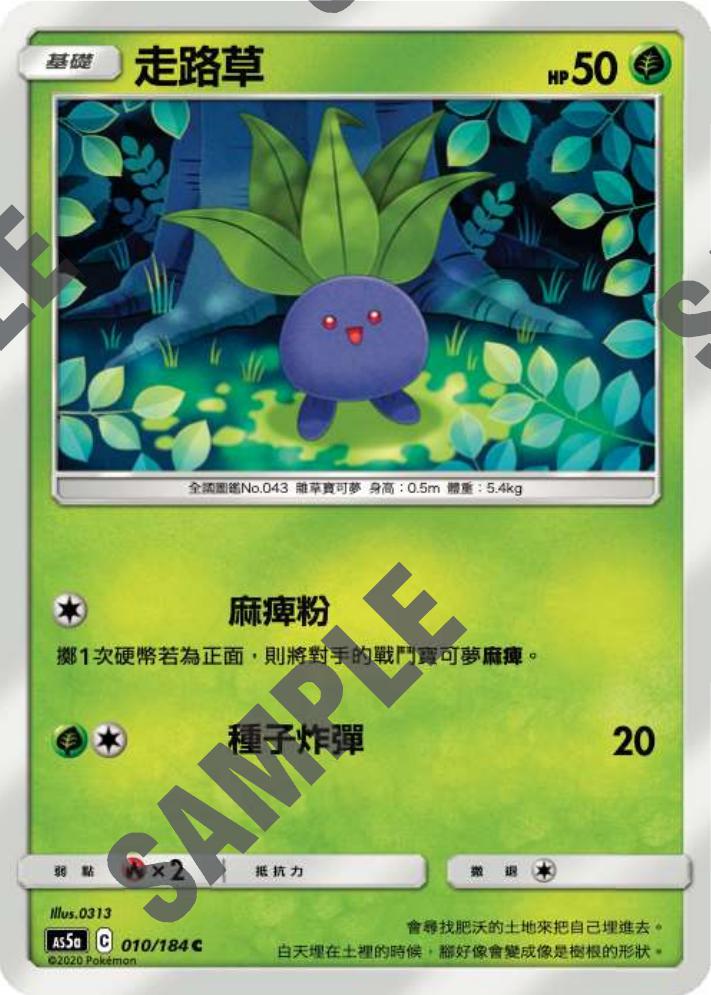 基礎 走路草 HP 50
全國圖鑑No.043 雜草寶可夢 身高：0.5m 體重：5.4kg
麻痺粉
擲1次硬幣若為正面，則將對手的戰鬥寶可夢麻痺。
種子炸彈 20
弱點 ×2 抵抗力 撤退
Illus.0313
會尋找肥沃的土地來把自己埋進去。
AS5a C 010/184 C
白天埋在土裡的時候，腳好像會變成像是樹根的形狀。
©2020 Pokémon
SAMPLE